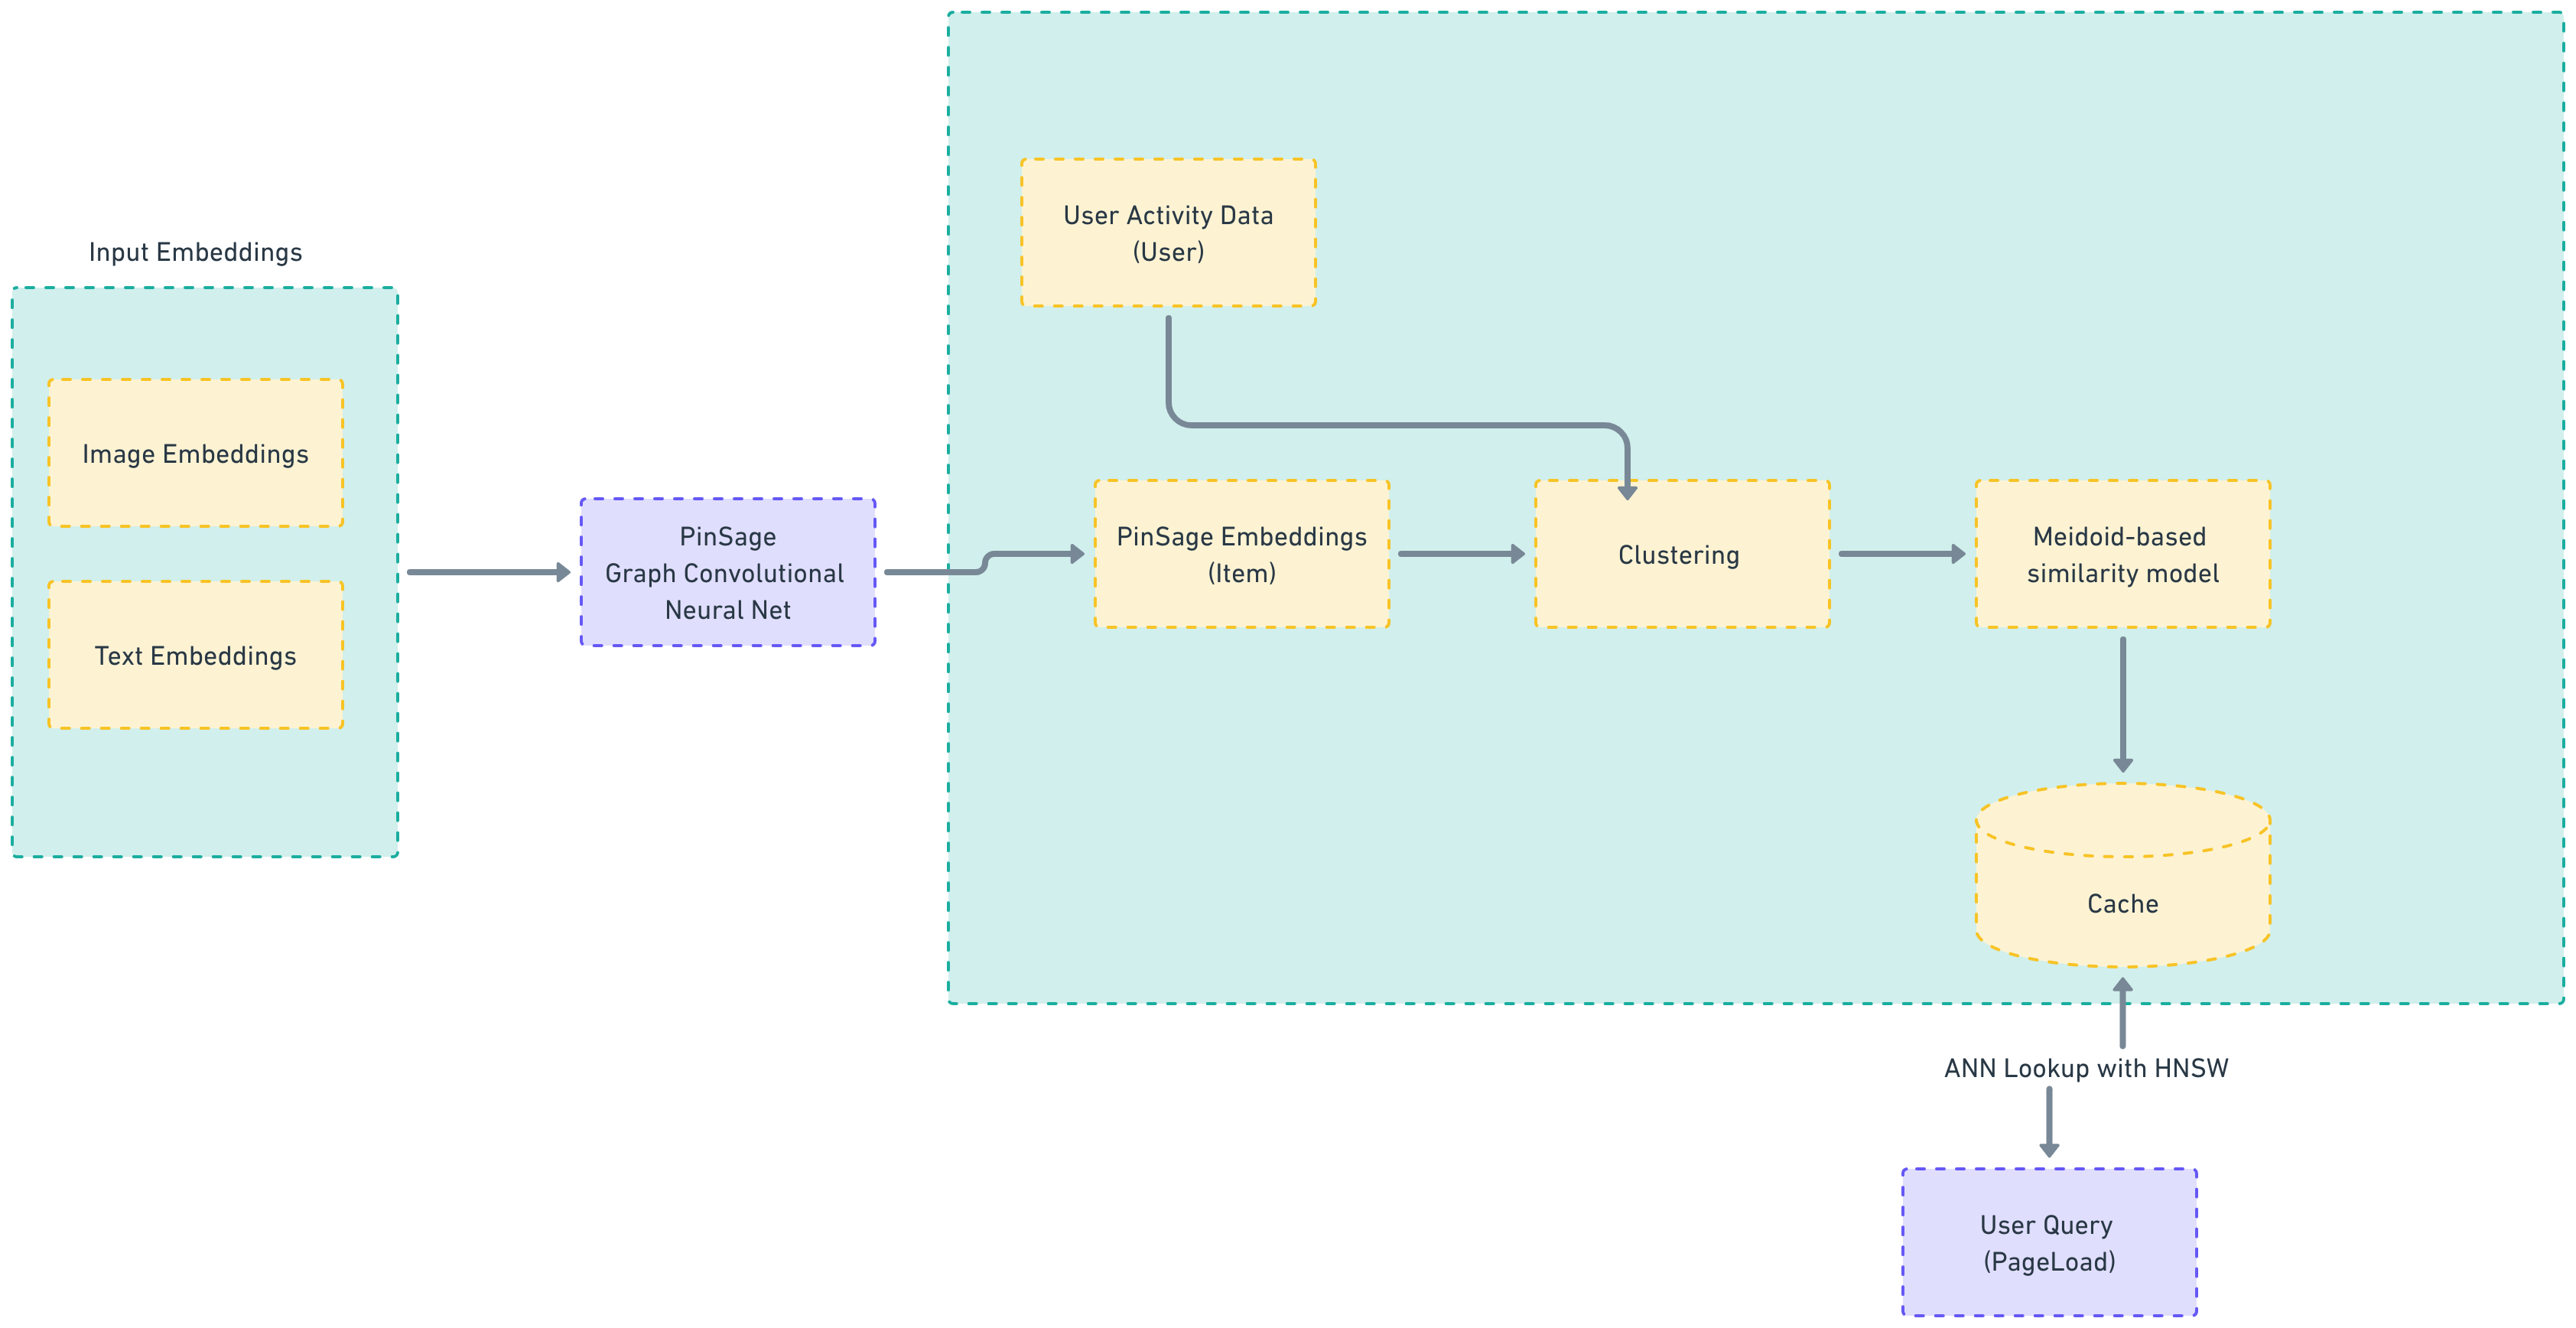 Input Embeddings
Image Embeddings
Text Embeddings
PinSage
Graph Convolutional
Neural Net
User Activity Data
(User)
PinSage Embeddings
(Item)
Clustering
Meidoid-based
similarity model
Cache
ANN Lookup with HNSW
User Query
(PageLoad)